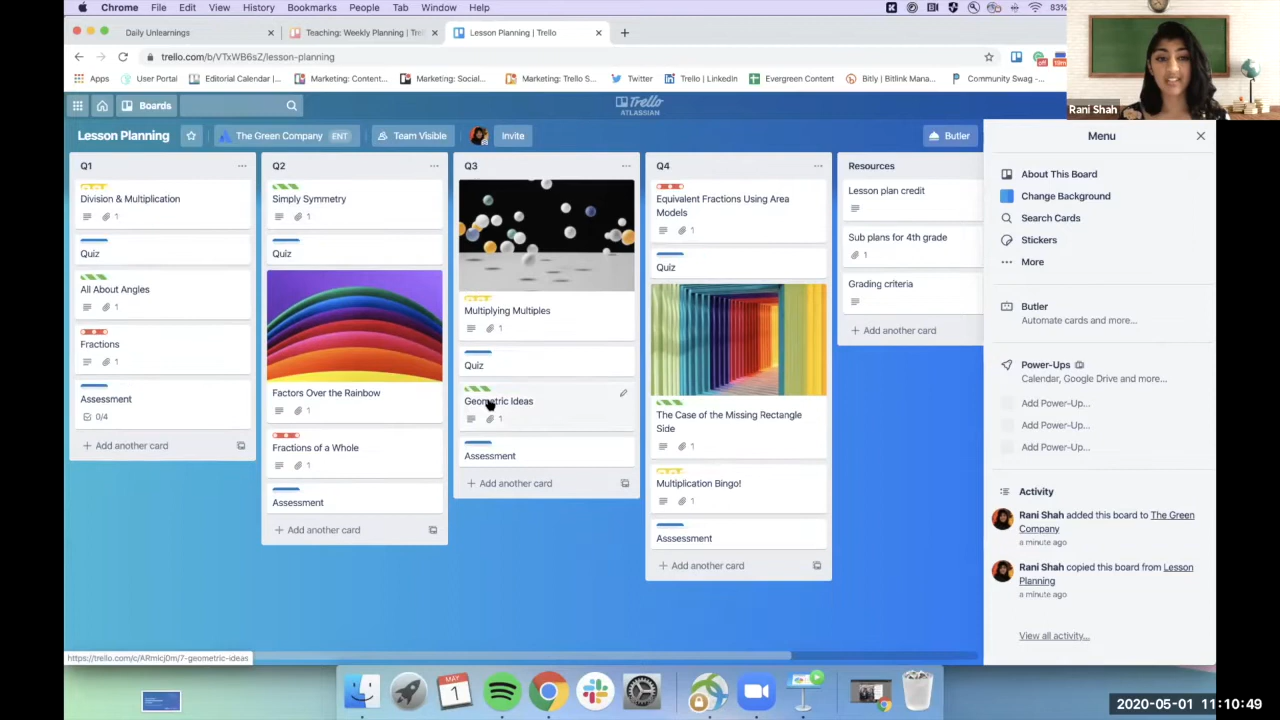 Chrome File Edit View History Bookmarks People Tab Window Help 83%
Daily Unlearnings
Teaching: Weekly Planning | Tr
Lesson Planning | Trello
trello.com/b/VTxWB6sZ/lesson-planning
Apps
User Portal
Editorial Calendar |...
Marketing: Content...
Marketing: Social...
Marketing: Trello S...
Twitter
Trello | Linkedin
Evergreen Content
Bitly | Bitlink Mana...
Community Swag -...
off
Rani Shah
Boards
Trello
ATLASSIAN
Lesson Planning
The Green Company ENT
Team Visible
Invite
Butler
Q1 ...
Division & Multiplication
1
Quiz
All About Angles
1
Fractions
1
Assessment
0/4
+ Add another card
Q2 ...
Simply Symmetry
1
Quiz
Factors Over the Rainbow
1
Fractions of a Whole
1
Assessment
+ Add another card
Q3 ...
Multiplying Multiples
1
Quiz
Geometric Ideas
1
Assessment
+ Add another card
Q4 ...
Equivalent Fractions Using Area
Models
1
Quiz
The Case of the Missing Rectangle
Side
1
Multiplication Bingo!
1
Asssessment
+ Add another card
Resources
Lesson plan credit
Sub plans for 4th grade
1
Grading criteria
+ Add another card
Menu
About This Board
Change Background
Search Cards
Stickers
... More
Butler
Automate cards and more...
Power-Ups
Calendar, Google Drive and more...
Add Power-Up...
Add Power-Up...
Add Power-Up...
Activity
Rani Shah added this board to The Green
Company
a minute ago
Rani Shah copied this board from Lesson
Planning
a minute ago
View all activity...
https://trello.com/c/ARmicj0m/7-geometric-ideas
MAY
1
2020-05-01 11:10:49